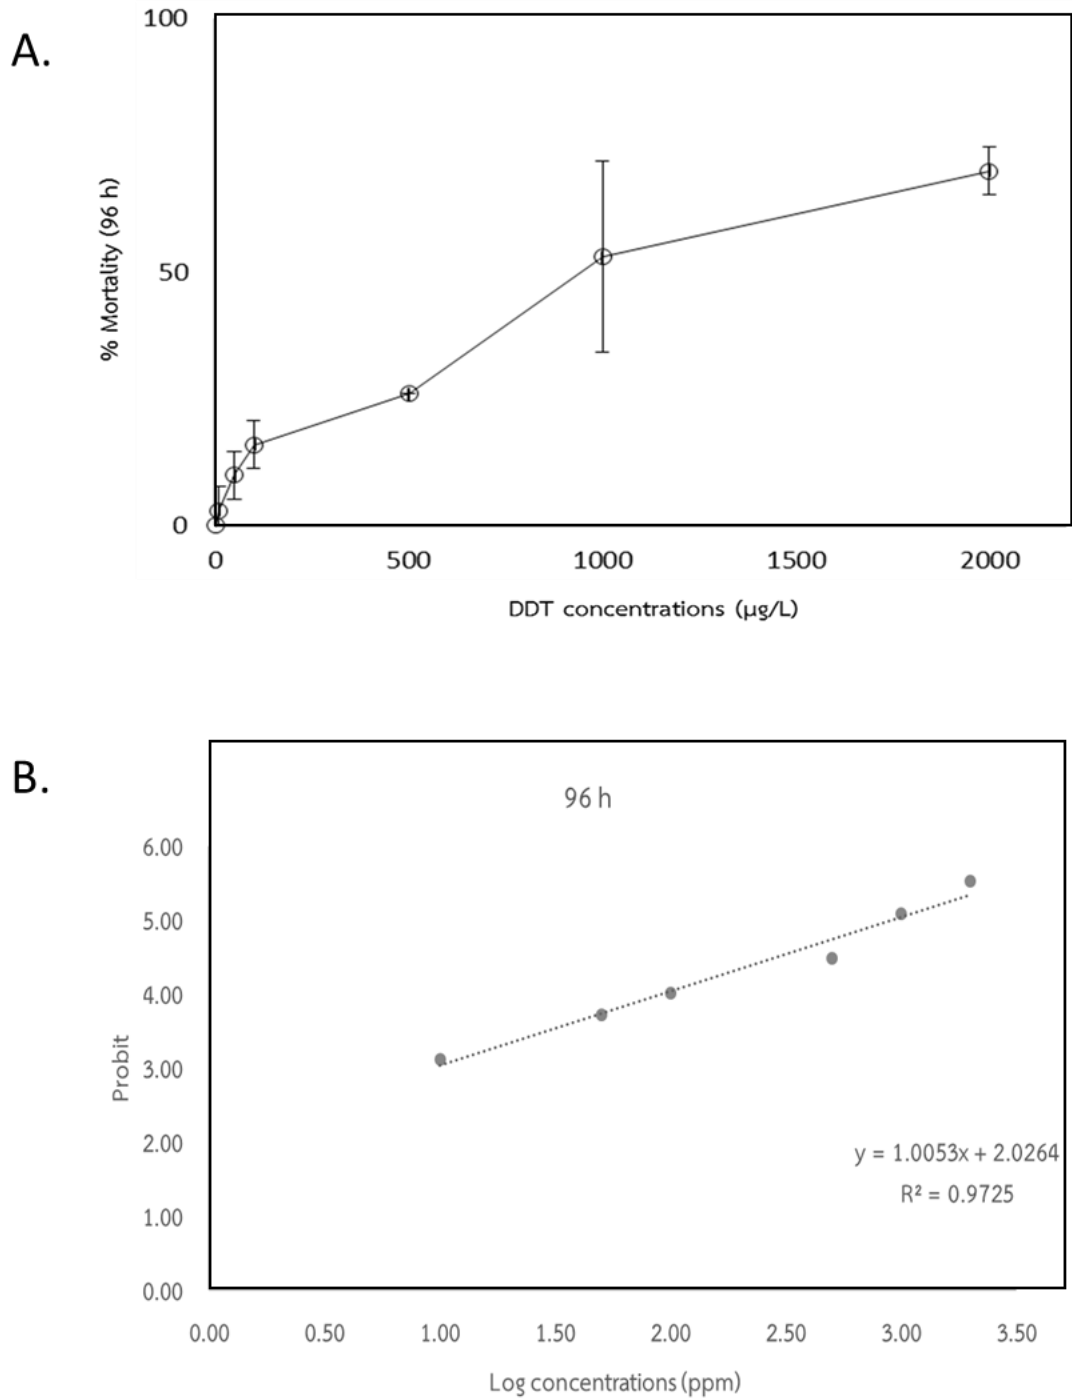 A.
100
50
0
% Mortality (96 h)
0 500 1000 1500 2000
DDT concentrations (µg/L)
B.
96 h
6.00
5.00
4.00
3.00
2.00
1.00
0.00
Probit
y = 1.0053x + 2.0264
R² = 0.9725
0.00 0.50 1.00 1.50 2.00 2.50 3.00 3.50
Log concentrations (ppm)